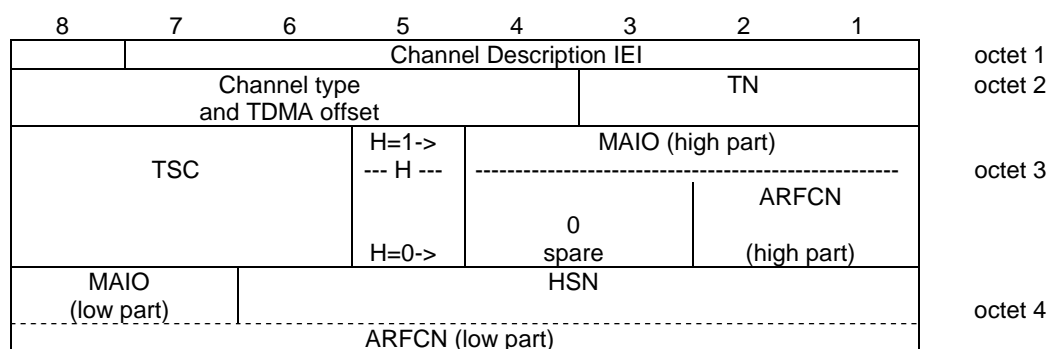 8 7 6 5 4 3 2 1
Channel Description IEI octet 1
Channel type TN octet 2
and TDMA offset
H=1-> MAIO (high part)
TSC --- H --- ------------------------------------------------------ octet 3
ARFCN
0
H=0-> spare (high part)
MAIO HSN
(low part) octet 4
ARFCN (low part)